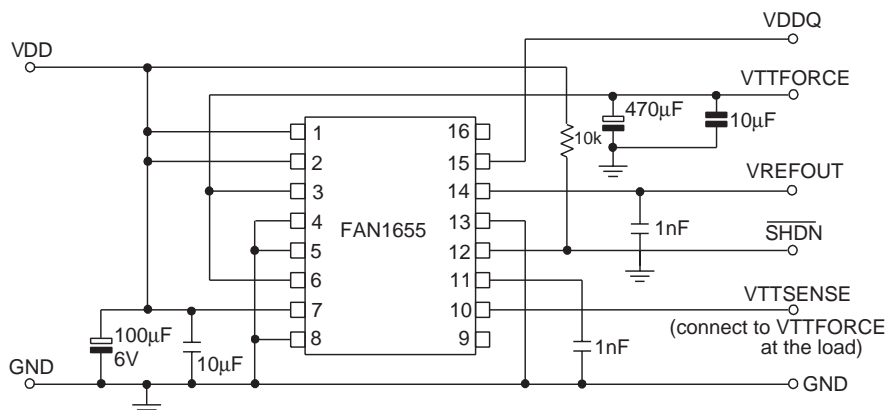 VDDQ
VDD
VTTFORCE
470μF
10μF
10k
1
2
3
4
5
6
7
8
FAN1655
16
15
14
13
12
11
10
9
VREFOUT
1nF
SHDN
VTTSENSE
(connect to VTTFORCE
at the load)
100μF
6V
10μF
1nF
GND
GND